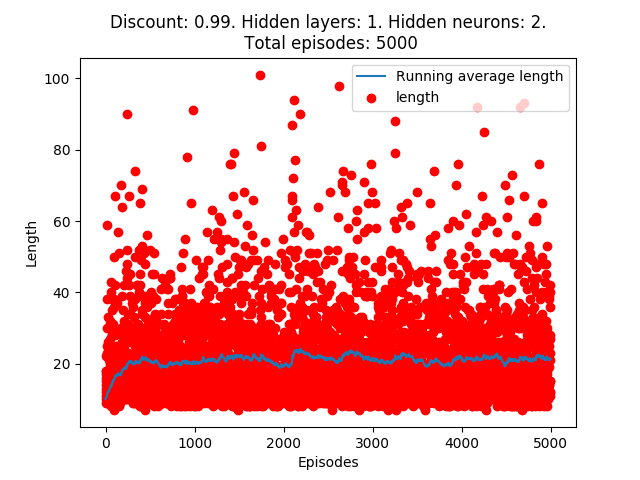 Discount: 0.99. Hidden layers: 1. Hidden neurons: 2.
Total episodes: 5000
Running average length
length
Length
100
80
60
40
20
0
1000
2000
3000
4000
5000
Episodes